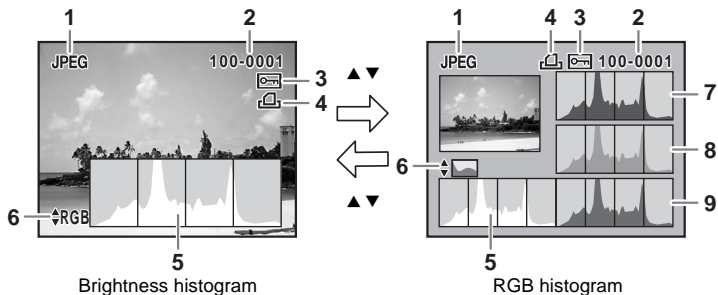 1 2
JPEG 100-0001
3
4
6 RGB
5
Brightness histogram
▲▼
▲▼
1 4 3 2
JPEG 100-0001
7
8
6
9
5
RGB histogram